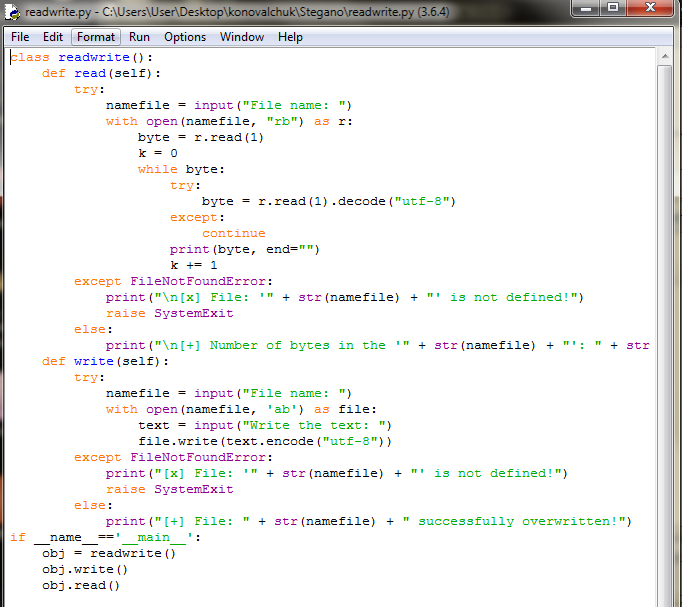 readwrite.py - C:\Users\User\Desktop\konovalchuk\Stegano\readwrite.py (3.6.4)
File Edit Format Run Options Window Help
class readwrite():
    def read(self):
        try:
            namefile = input("File name: ")
            with open(namefile, "rb") as r:
                byte = r.read(1)
                k = 0
                while byte:
                    try:
                        byte = r.read(1).decode("utf-8")
                    except:
                        continue
                    print(byte, end="")
                    k += 1
        except FileNotFoundError:
            print("\n[x] File: '" + str(namefile) + "' is not defined!")
            raise SystemExit
        else:
            print("\n[+] Number of bytes in the '" + str(namefile) + "': " + str
    def write(self):
        try:
            namefile = input("File name: ")
            with open(namefile, 'ab') as file:
                text = input("Write the text: ")
                file.write(text.encode("utf-8"))
        except FileNotFoundError:
            print("[x] File: '" + str(namefile) + "' is not defined!")
            raise SystemExit
        else:
            print("[+] File: " + str(namefile) + " successfully overwritten!")
if __name__=='__main__':
    obj = readwrite()
    obj.write()
    obj.read()